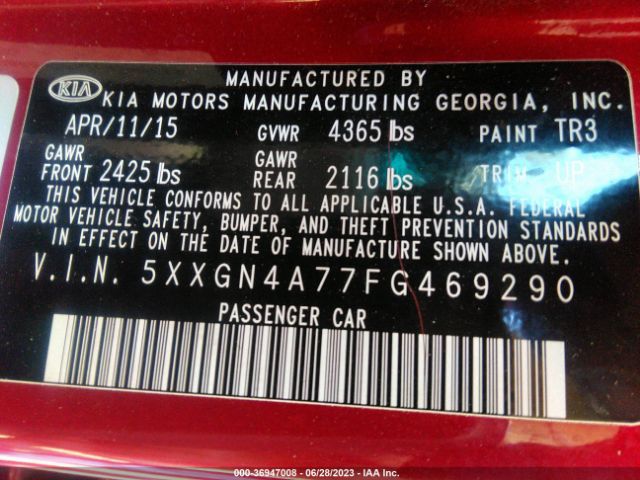 MANUFACTURED BY
KIA KIA MOTORS MANUFACTURING GEORGIA, INC.
APR/11/15 GVWR 4365 lbs PAINT TR3
GAWR FRONT 2425 lbs GAWR REAR 2116 lbs TRIM UP
THIS VEHICLE CONFORMS TO ALL APPLICABLE U.S.A. FEDERAL
MOTOR VEHICLE SAFETY, BUMPER, AND THEFT PREVENTION STANDARDS
IN EFFECT ON THE DATE OF MANUFACTURE SHOWN ABOVE.
V.I.N. 5XXGN4A77FG469290
PASSENGER CAR
000-36947008 | 06/28/2023 | IAA Inc.